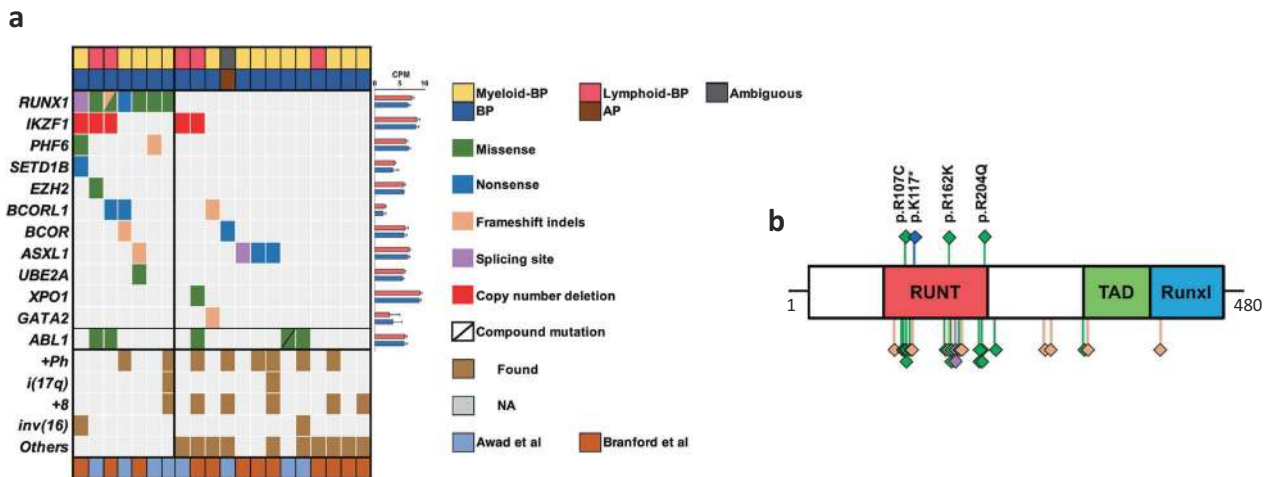 a
CPM
0 5 10
RUNX1
IKZF1
PHF6
SETD1B
EZH2
BCORL1
BCOR
ASXL1
UBE2A
XPO1
GATA2
ABL1
+Ph
i(17q)
+8
inv(16)
Others
Myeloid-BP Lymphoid-BP Ambiguous
BP AP
Missense
Nonsense
Frameshift indels
Splicing site
Copy number deletion
Compound mutation
Found
NA
Awad et al Branford et al
b
p.R107C
p.K117*
p.R162K
p.R204Q
1 RUNT TAD RunxI 480